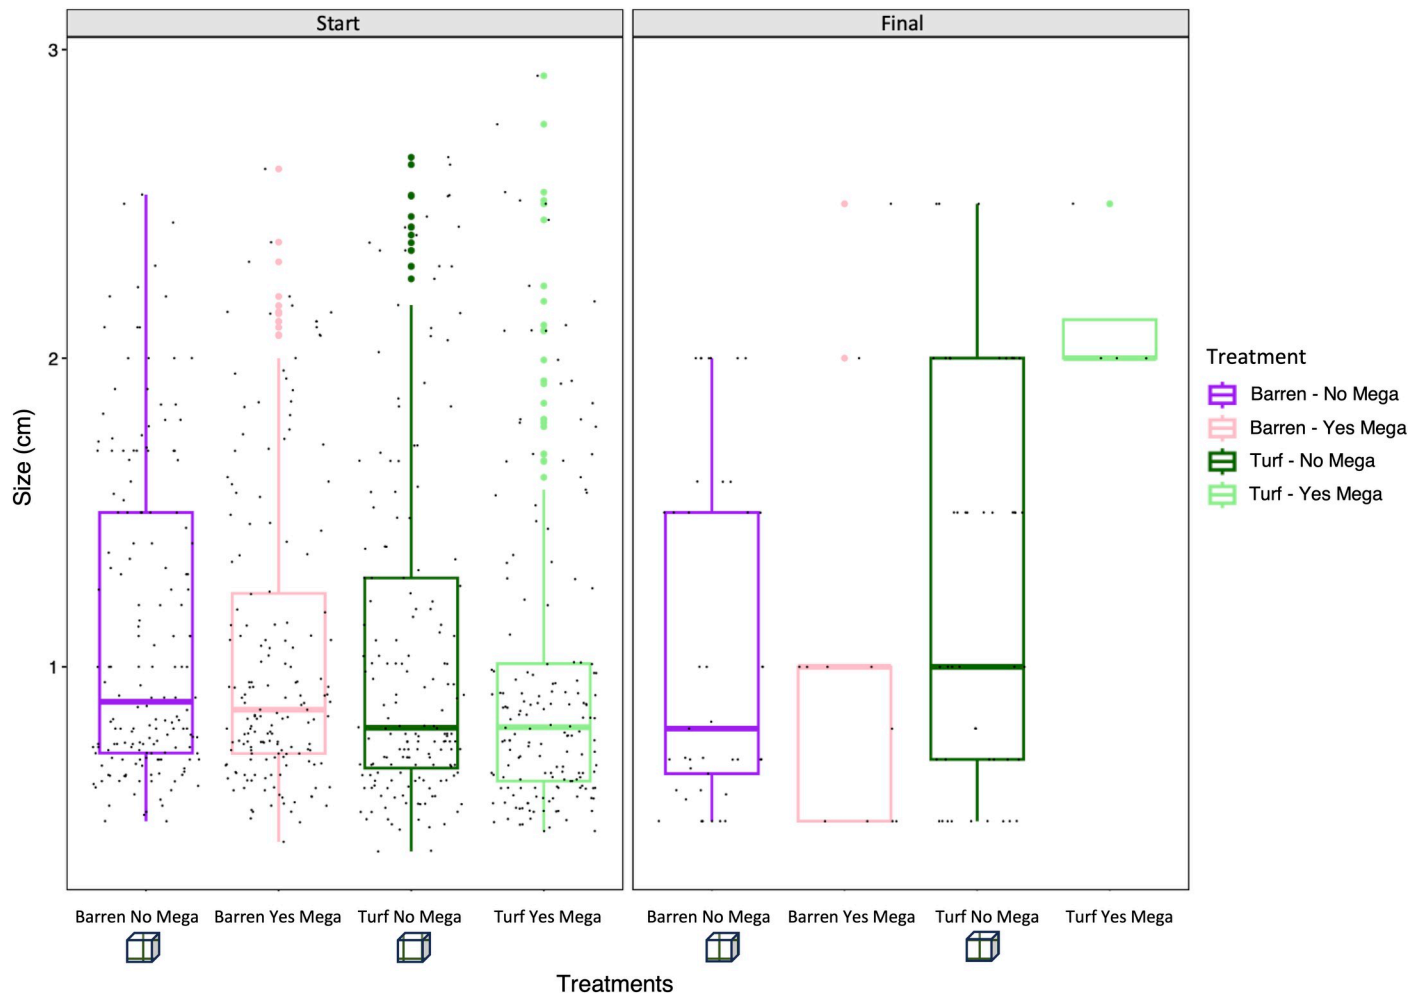 Start Final
3
2
1
Size (cm)
Treatment
Barren - No Mega
Barren - Yes Mega
Turf - No Mega
Turf - Yes Mega
Barren No Mega Barren Yes Mega Turf No Mega Turf Yes Mega Barren No Mega Barren Yes Mega Turf No Mega Turf Yes Mega
Treatments